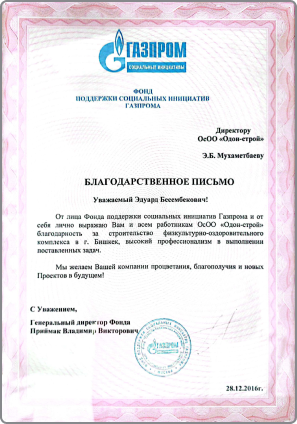 ГАЗПРОМ
СОЦИАЛЬНЫЕ ИНИЦИАТИВЫ
ФОНД
ПОДДЕРЖКИ СОЦИАЛЬНЫХ ИНИЦИАТИВ
ГАЗПРОМА
Директору
ОсОО «Одон-строй»
Э.Б. Мухаметбаеву
БЛАГОДАРСТВЕННОЕ ПИСЬМО
Уважаемый Эдуард Бесембекович!
От лица Фонда поддержки социальных инициатив Газпрома и от
себя лично выражаю Вам и всем работникам ОсОО «Одон-строй»
благодарность за строительство физкультурно-оздоровительного
комплекса в г. Бишкек, высокий профессионализм в выполнении
поставленных задач.
Мы желаем Вашей компании процветания, благополучия и новых
Проектов в будущем!
С Уважением,
Генеральный директор Фонда
Приймак Владимир Викторович
ГАЗПРОМ
28.12.2016г.